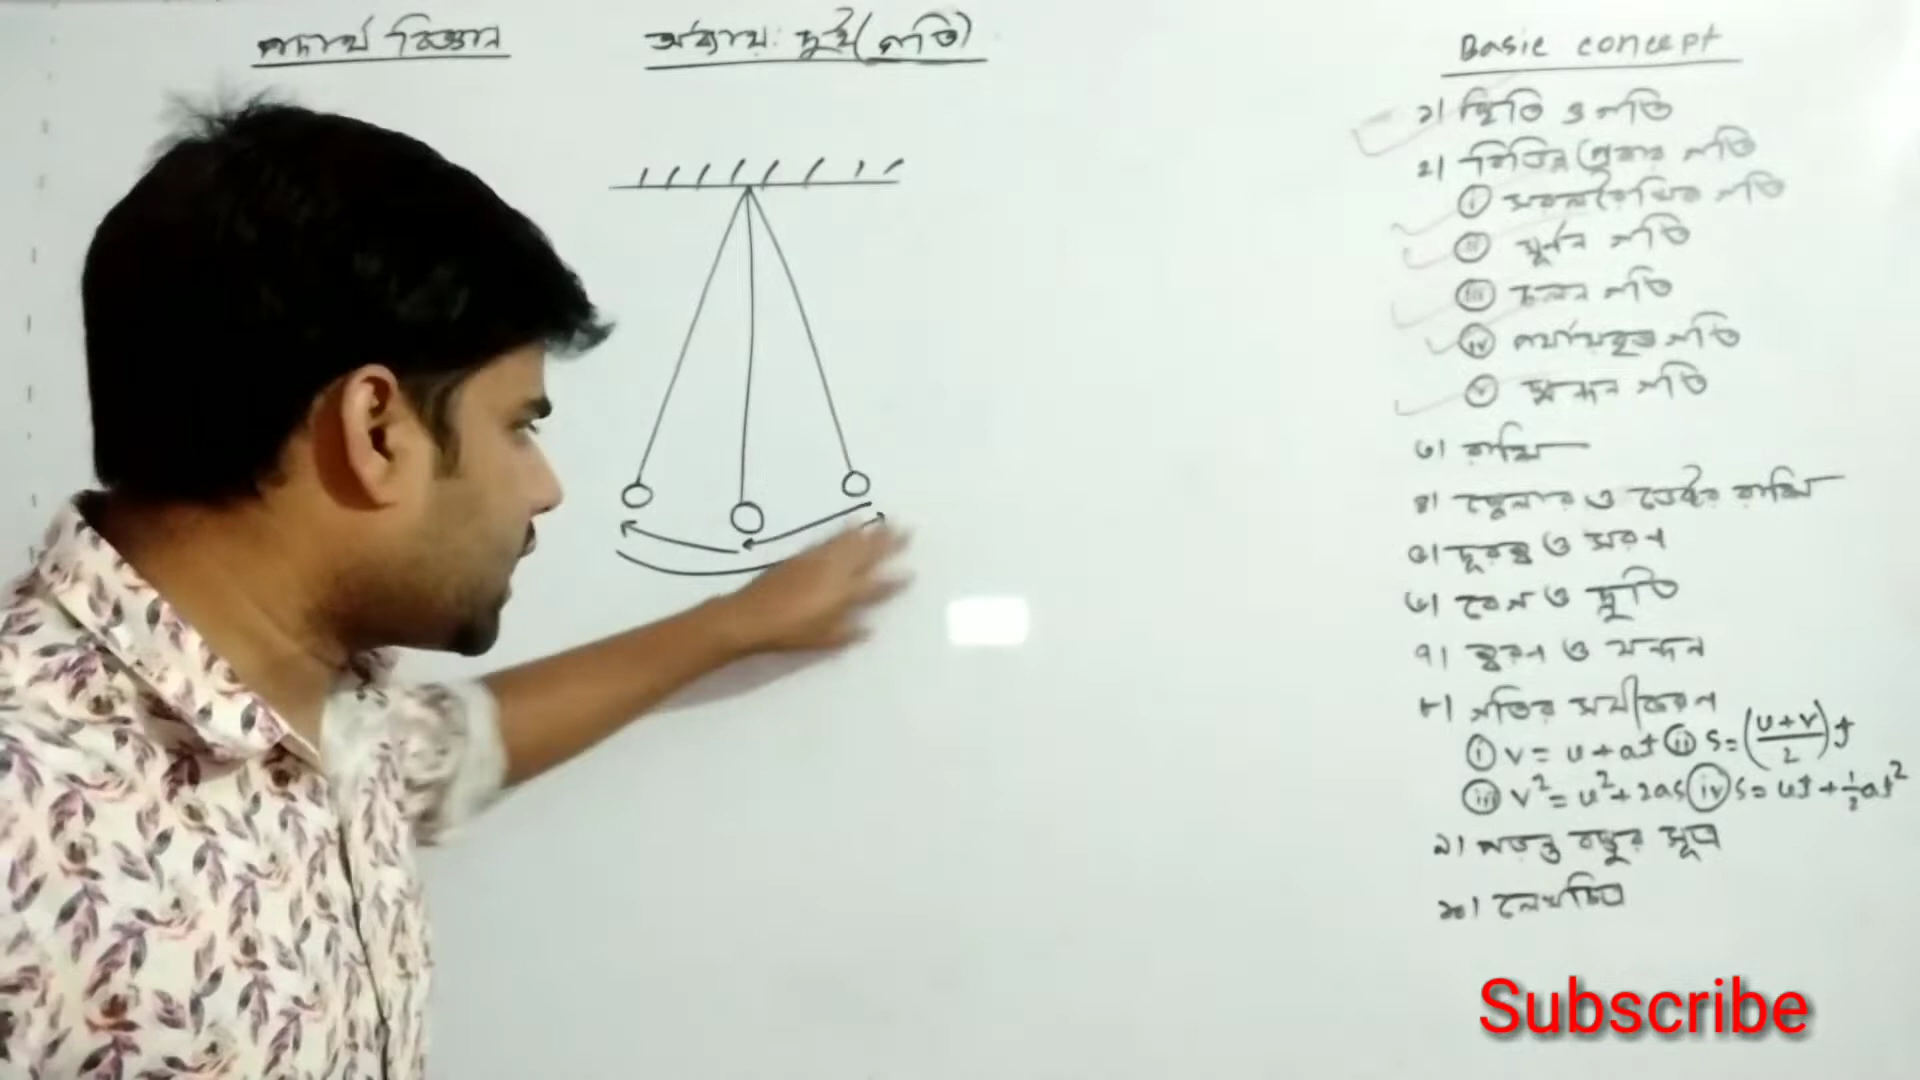 পদার্থ বিজ্ঞান
অধ্যায়: দুই (গতি)
Basic concept
১। স্থিতি ও গতি
২। বিভিন্ন প্রকার গতি
(i) সরলরৈখিক গতি
(ii) ঘূর্ণন গতি
(iii) চলন গতি
(iv) পর্যায়বৃত্ত গতি
(v) স্পন্দন গতি
৩। রাশি
৪। স্কেলার ও ভেক্টর রাশি
৫। দূরত্ব ও সরণ
৬। বেগ ও দ্রুতি
৭। ত্বরণ ও মন্দন
৮। গতির সমীকরণ
(i) v = u + at (ii) s = (u+v/2)t
(iii) v² = u² + 2as (iv) s = ut + ½at²
৯। পড়ন্ত বস্তুর সূত্র
১০। লেখচিত্র
Subscribe